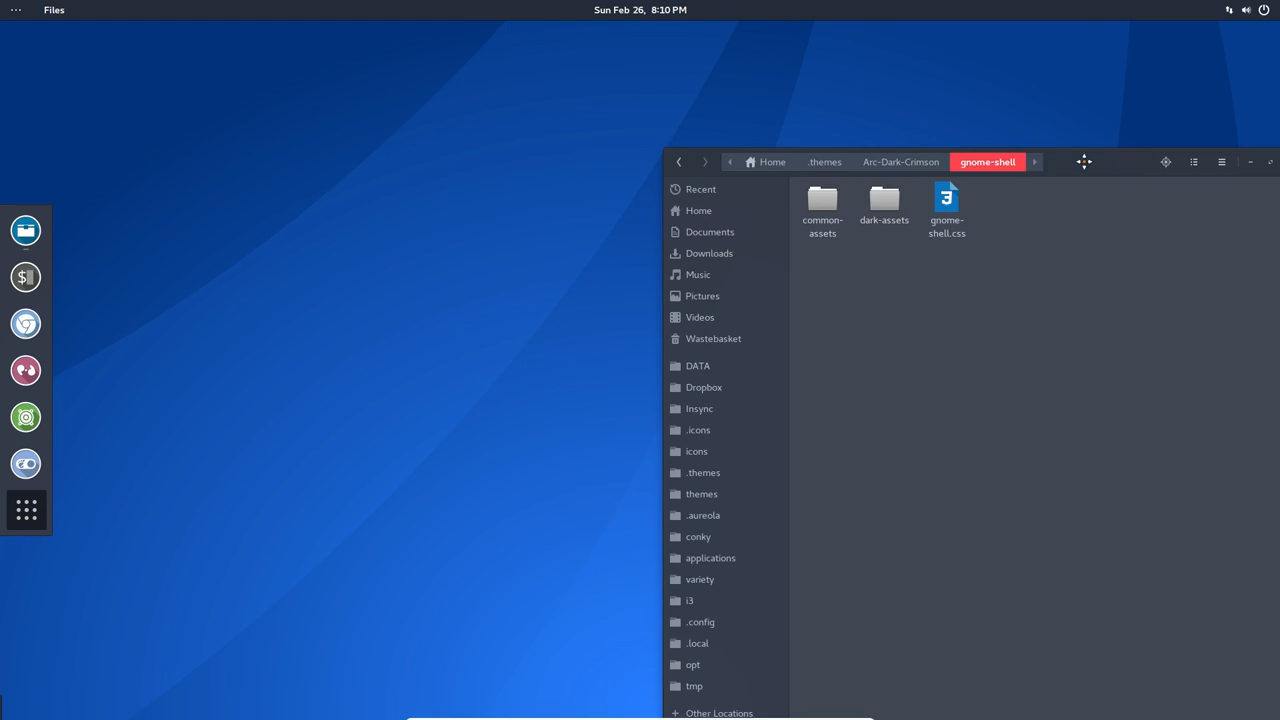 Files
Sun Feb 26, 8:10 PM
Home
.themes
Arc-Dark-Crimson
gnome-shell
Recent
Home
Documents
Downloads
Music
Pictures
Videos
Wastebasket
DATA
Dropbox
Insync
.icons
icons
.themes
themes
.aureola
conky
applications
variety
i3
.config
.local
opt
tmp
Other Locations
common-
assets
dark-assets
3
gnome-
shell.css
$